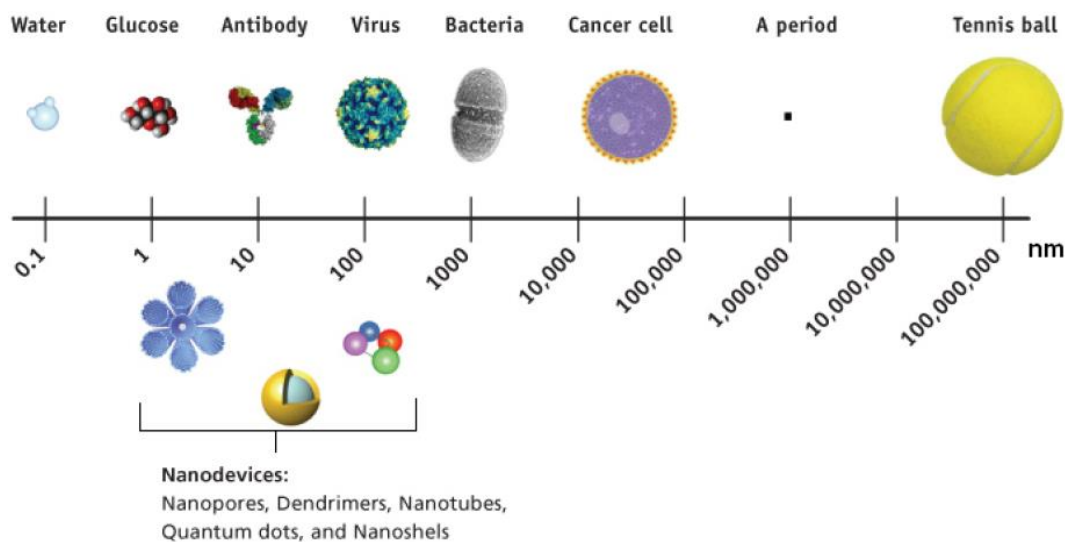 Water Glucose Antibody Virus Bacteria Cancer cell A period Tennis ball
0.1 1 10 100 1000 10,000 100,000 1,000,000 10,000,000 100,000,000 nm
Nanodevices:
Nanopores, Dendrimers, Nanotubes,
Quantum dots, and Nanoshels